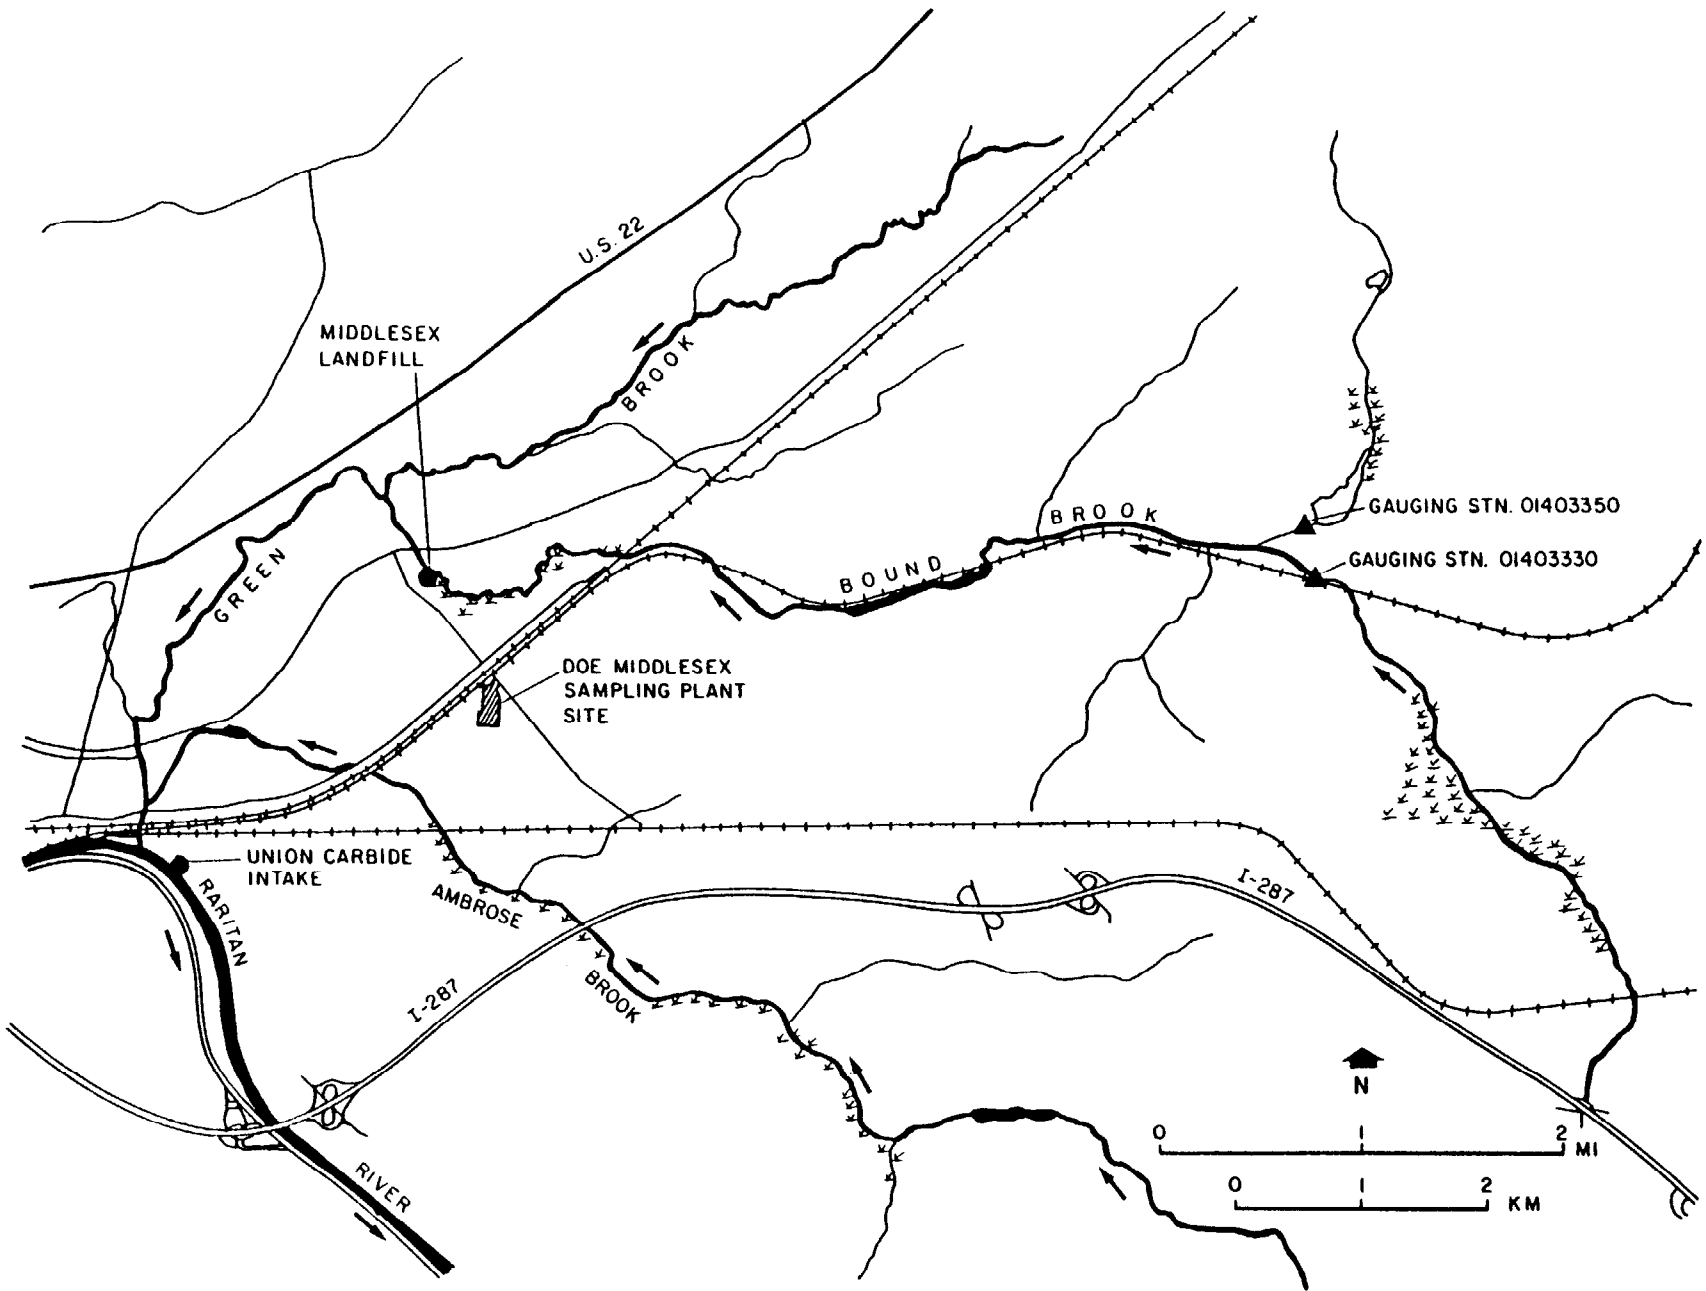 U.S. 22
MIDDLESEX
LANDFILL
BROOK
GREEN
BROOK
BOUND
GAUGING STN. 01403350
GAUGING STN. 01403330
DOE MIDDLESEX
SAMPLING PLANT
SITE
UNION CARBIDE
INTAKE
RARITAN
AMBROSE
BROOK
I-287
I-287
RIVER
N
0 1 2 MI
0 1 2 KM